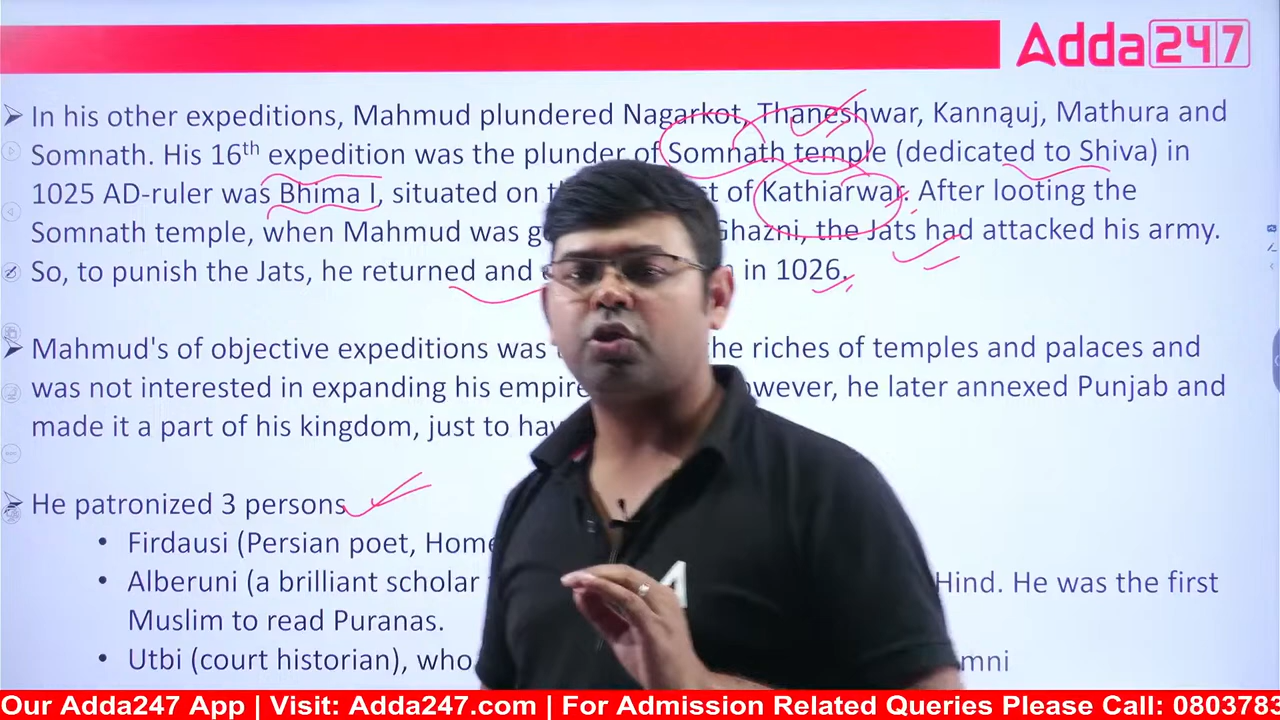 Adda247
In his other expeditions, Mahmud plundered Nagarkot, Thaneshwar, Kannauj, Mathura and
Somnath. His 16th expedition was the plunder of Somnath temple (dedicated to Shiva) in
1025 AD-ruler was Bhima I, situated on of Kathiarwar. After looting the
Somnath temple, when Mahmud was Ghazni, the Jats had attacked his army.
So, to punish the Jats, he returned and in 1026.
Mahmud's of objective expeditions was the riches of temples and palaces and
was not interested in expanding his empire he later annexed Punjab and
made it a part of his kingdom, just to
He patronized 3 persons
• Firdausi (Persian poet,
• Alberuni (a brilliant scholar Hind. He was the first
Muslim to read Puranas.
• Utbi (court historian), who
Our Adda247 App | Visit: Adda247.com | For Admission Related Queries Please Call: 0803783